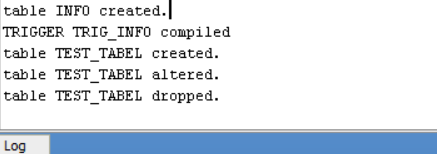 table INFO created.
TRIGGER TRIG_INFO compiled
table TEST_TABEL created.
table TEST_TABEL altered.
table TEST_TABEL dropped.
Log